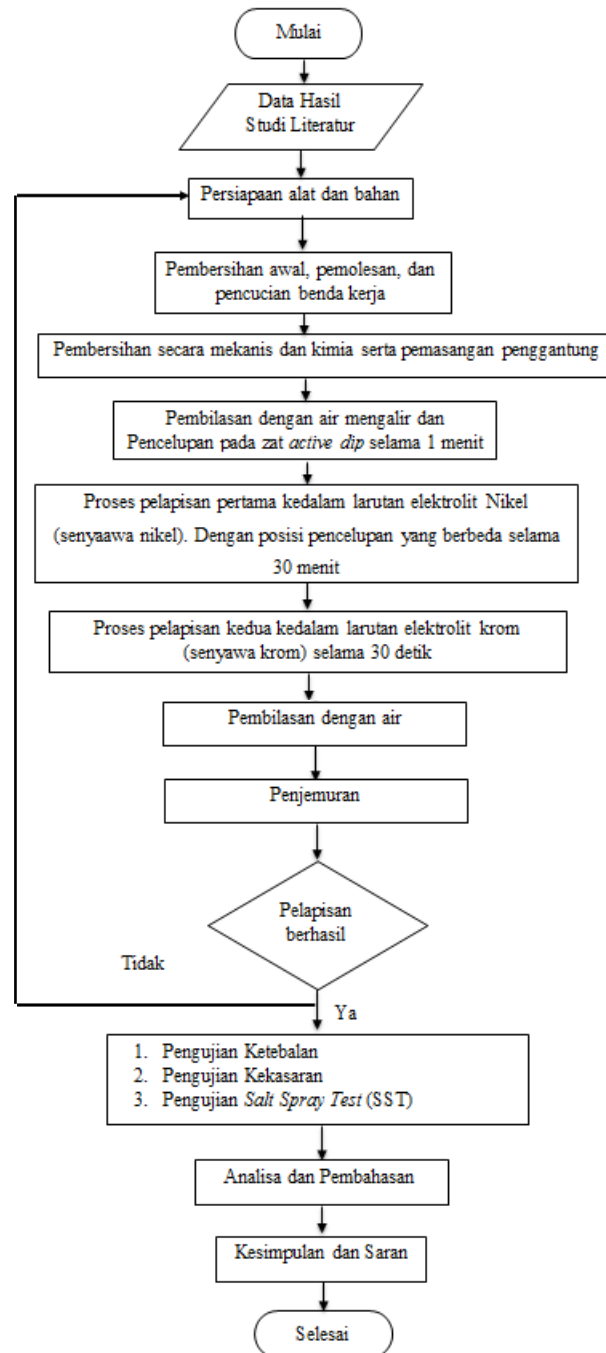 Mulai
Data Hasil
Studi Literatur
Persiapaan alat dan bahan
Pembersihan awal, pemolesan, dan
pencucian benda kerja
Pembersihan secara mekanis dan kimia serta pemasangan penggantung
Pembilasan dengan air mengalir dan
Pencelupan pada zat active dip selama 1 menit
Proses pelapisan pertama kedalam larutan elektrolit Nikel
(senyaawa nikel). Dengan posisi pencelupan yang berbeda selama
30 menit
Proses pelapisan kedua kedalam larutan elektrolit krom
(senyawa krom) selama 30 detik
Pembilasan dengan air
Penjemuran
Pelapisan
berhasil
Tidak
Ya
1. Pengujian Ketebalan
2. Pengujian Kekasaran
3. Pengujian Salt Spray Test (SST)
Analisa dan Pembahasan
Kesimpulan dan Saran
Selesai